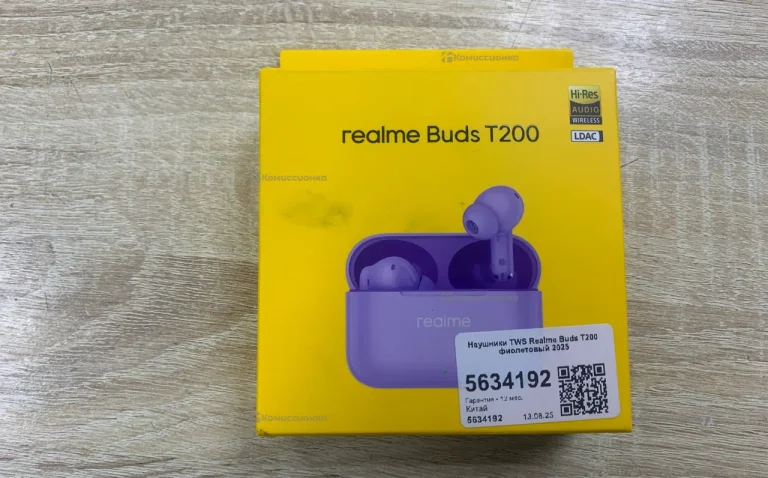 Комиссионка
Hi-Res
AUDIO
WIRELESS
LDAC
realme Buds T200
Комиссионка
Комиссионка
realme
Наушники TWS Realme Buds T200
фиолетовый 2025
5634192
Гарантия - 12 мес.
Китай
5634192 13.08.25
Комиссионка